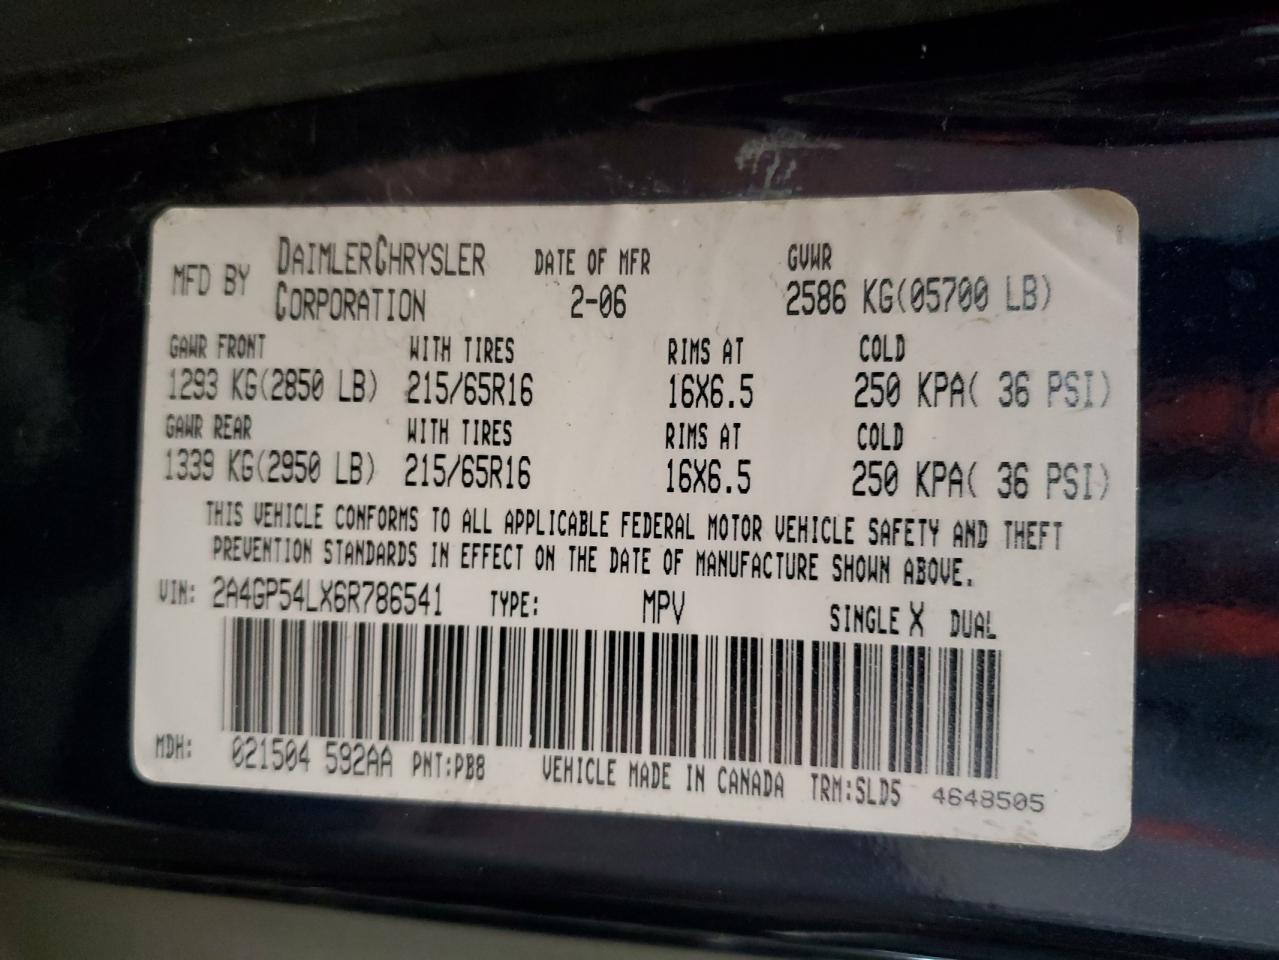 MFD BY DAIMLERCHRYSLER CORPORATION DATE OF MFR 2-06 GVWR 2586 KG(05700 LB)
GAWR FRONT WITH TIRES RIMS AT COLD
1293 KG(2850 LB) 215/65R16 16X6.5 250 KPA( 36 PSI)
GAWR REAR WITH TIRES RIMS AT COLD
1339 KG(2950 LB) 215/65R16 16X6.5 250 KPA( 36 PSI)
THIS VEHICLE CONFORMS TO ALL APPLICABLE FEDERAL MOTOR VEHICLE SAFETY AND THEFT
PREVENTION STANDARDS IN EFFECT ON THE DATE OF MANUFACTURE SHOWN ABOVE.
VIN: 2A4GP54LX6R786541 TYPE: MPV SINGLE X DUAL
MDH: 021504 592AA PNT:PB8 VEHICLE MADE IN CANADA TRM:SLD5 4648505